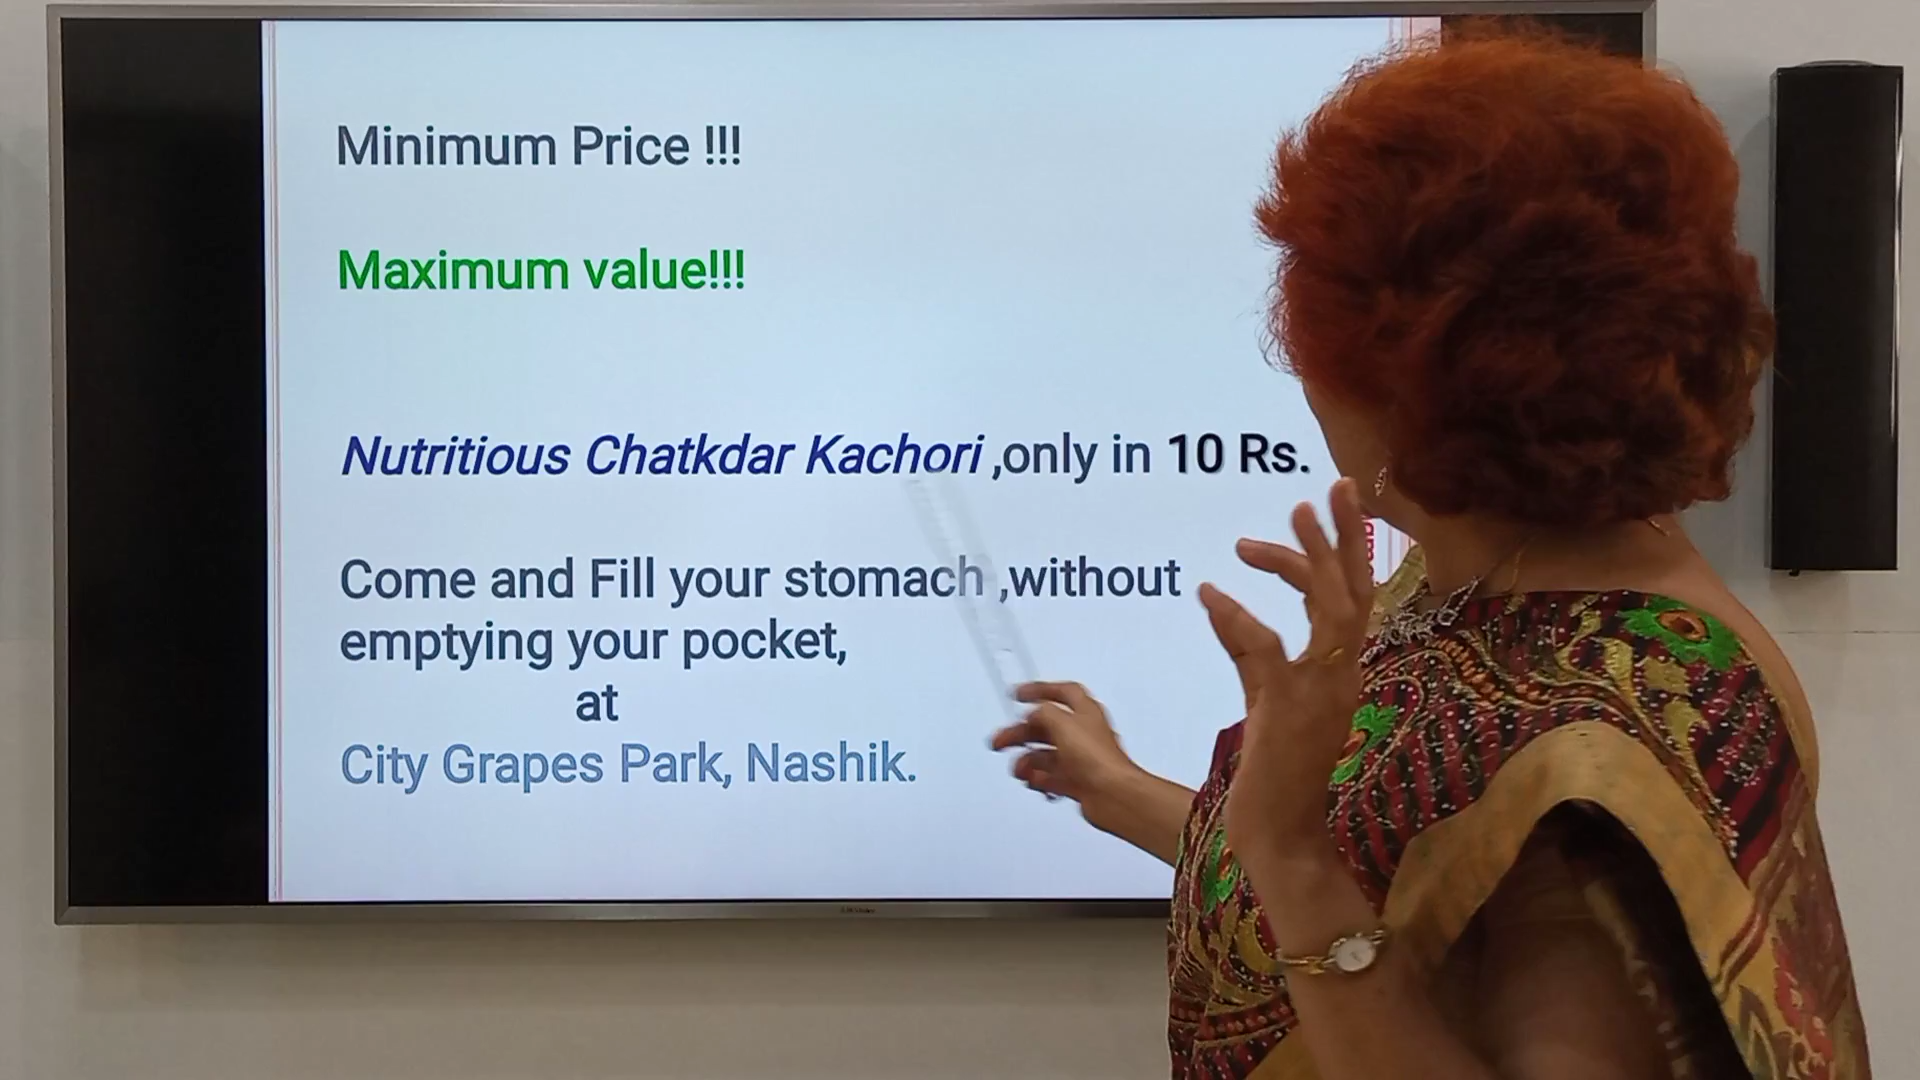 Minimum Price !!!
Maximum value!!!
Nutritious Chatkdar Kachori ,only in 10 Rs.
Come and Fill your stomach ,without
emptying your pocket,
at
City Grapes Park, Nashik.